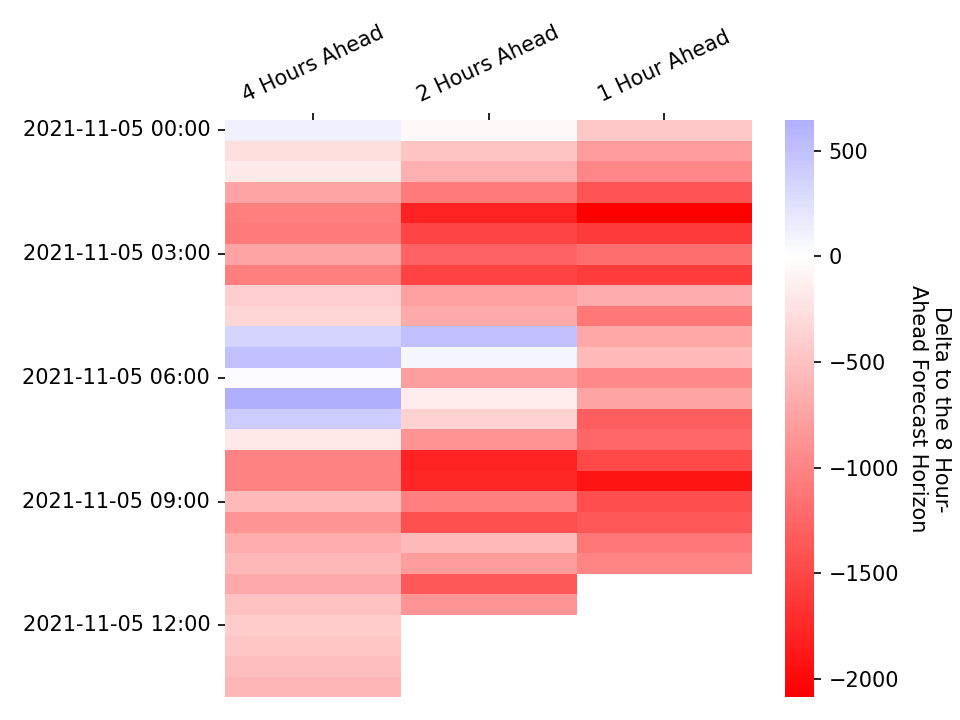 4 Hours Ahead
2 Hours Ahead
1 Hour Ahead
2021-11-05 00:00
2021-11-05 03:00
2021-11-05 06:00
2021-11-05 09:00
2021-11-05 12:00
500
0
−500
−1000
−1500
−2000
Delta to the 8 Hour-
Ahead Forecast Horizon